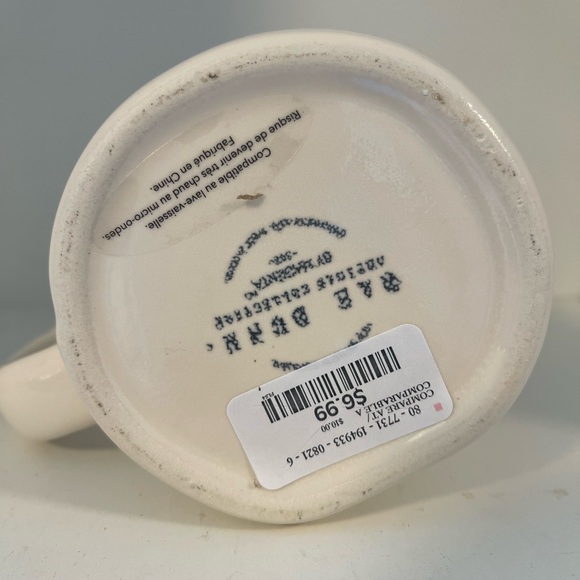 Compatible au lave-vaisselle.
Risque de devenir très chaud au micro-ondes.
Fabriqué en Chine.
RAE DUNN
ARTISAN COLLECTION
BY MAGENTA
80 - 7731 - 194933 - 0821 - 6
COMPARE AT/ A
COMPARABLE
$10.00
$6.99